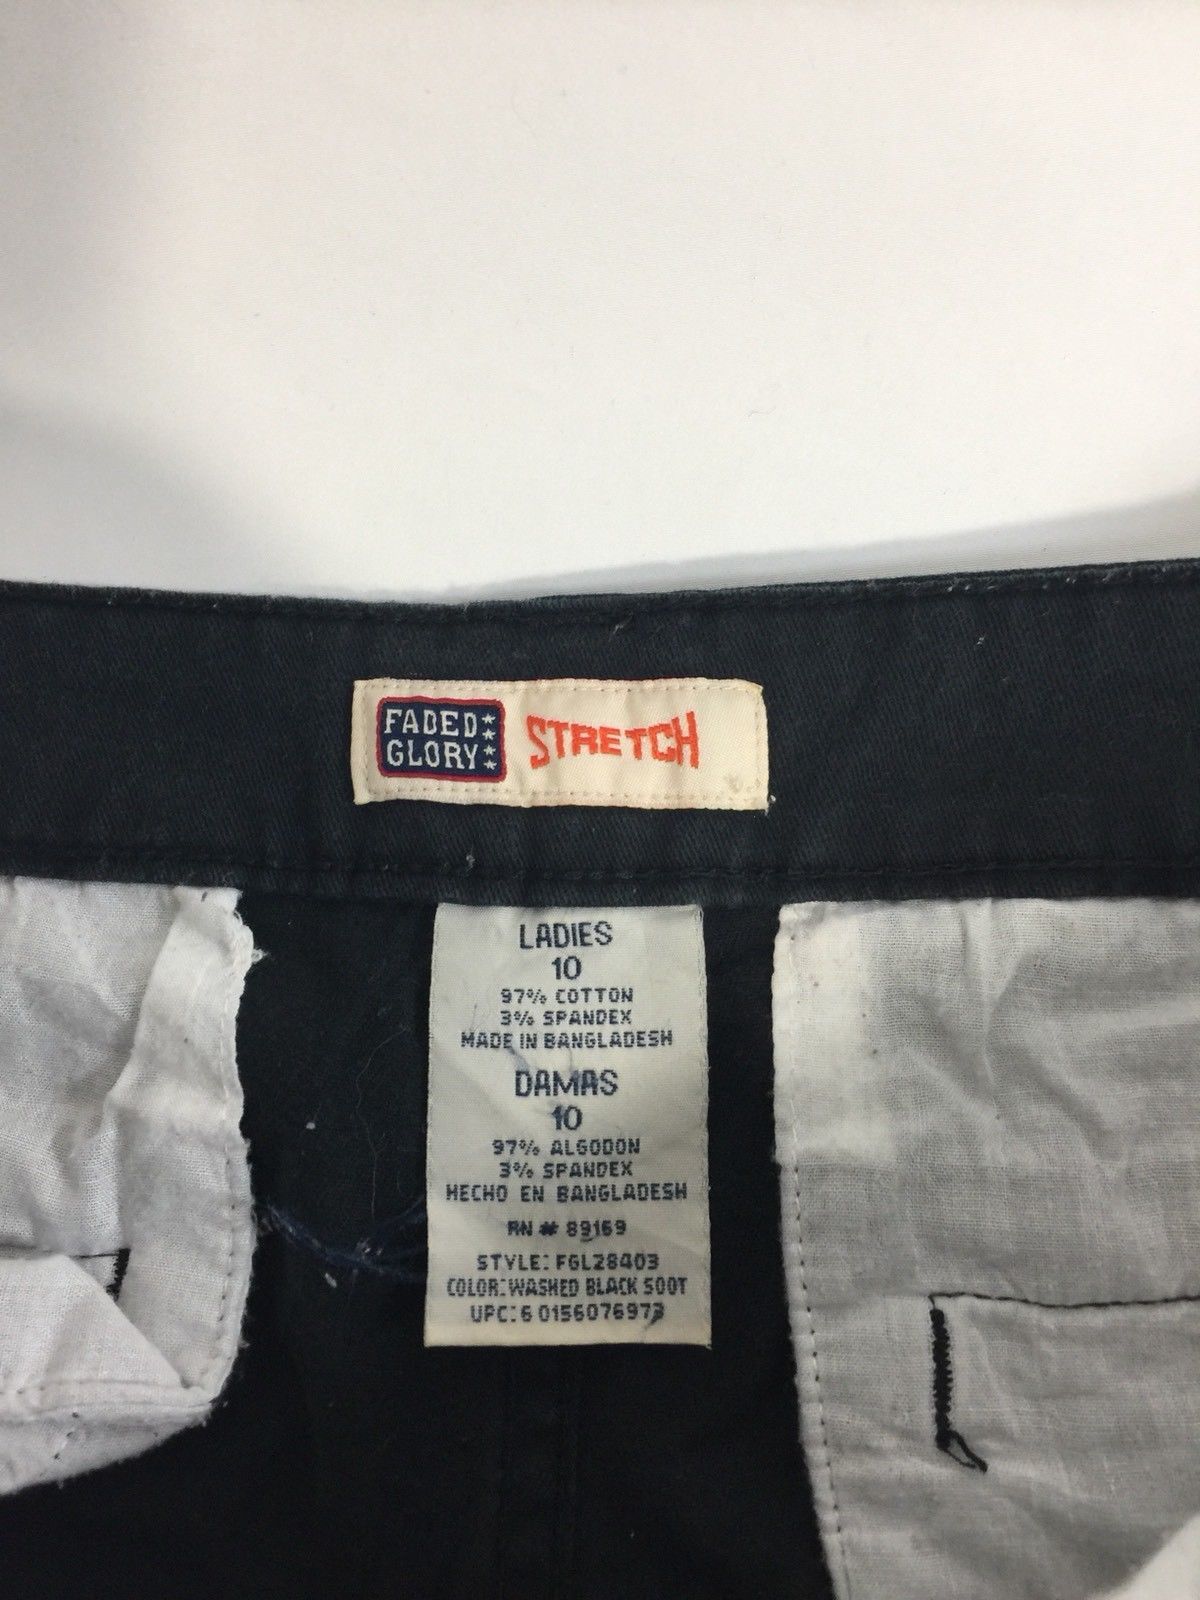 FADED
GLORY
STRETCH
LADIES
10
97% COTTON
3% SPANDEX
MADE IN BANGLADESH
DAMAS
10
97% ALGODON
3% SPANDEX
HECHO EN BANGLADESH
RN # 89169
STYLE: FGL28403
COLOR: WASHED BLACK SOOT
UPC: 6 0156076973